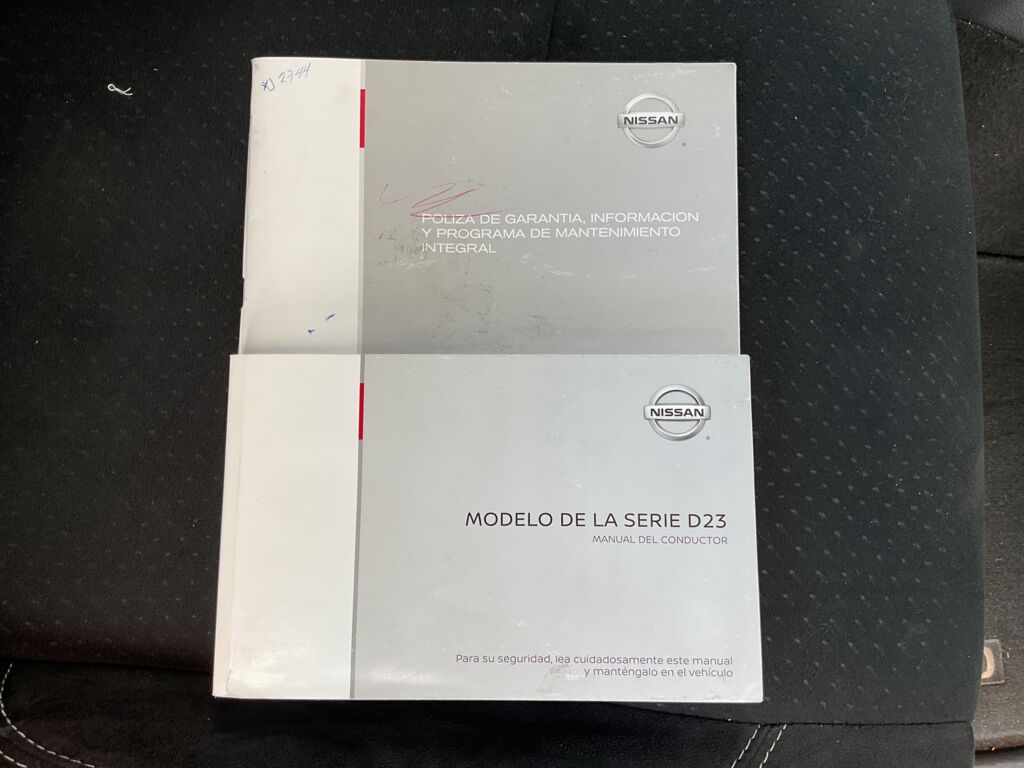 XJ 2744
NISSAN
POLIZA DE GARANTIA, INFORMACION
Y PROGRAMA DE MANTENIMIENTO
INTEGRAL
NISSAN
MODELO DE LA SERIE D23
MANUAL DEL CONDUCTOR
Para su seguridad, lea cuidadosamente este manual
y manténgalo en el vehículo